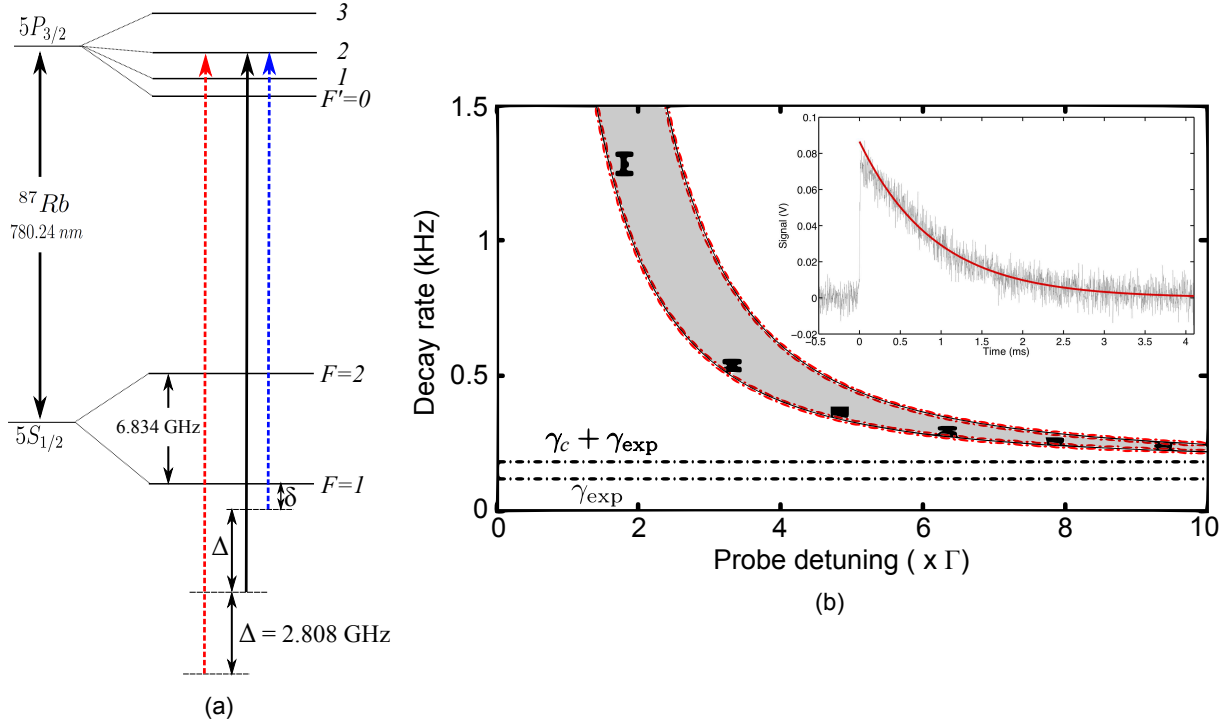 5P3/2
3
2
1
F'=0
87Rb
780.24 nm
F=2
6.834 GHz
5S1/2
F=1
δ
Δ
Δ = 2.808 GHz
(a)
Decay rate (kHz)
1.5
1
0.5
0
0
2
4
6
8
10
Probe detuning ( x Γ)
γc + γexp
γexp
Signal (V)
0.1
0.08
0.06
0.04
0.02
0
−0.02
−0.5
0
0.5
1
1.5
2
2.5
3
3.5
4
Time (ms)
(b)